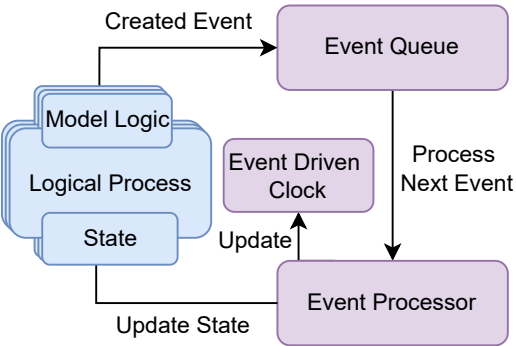 Created Event
Event Queue
Model Logic
Logical Process
State
Event Driven
Clock
Process
Next Event
Update
Event Processor
Update State